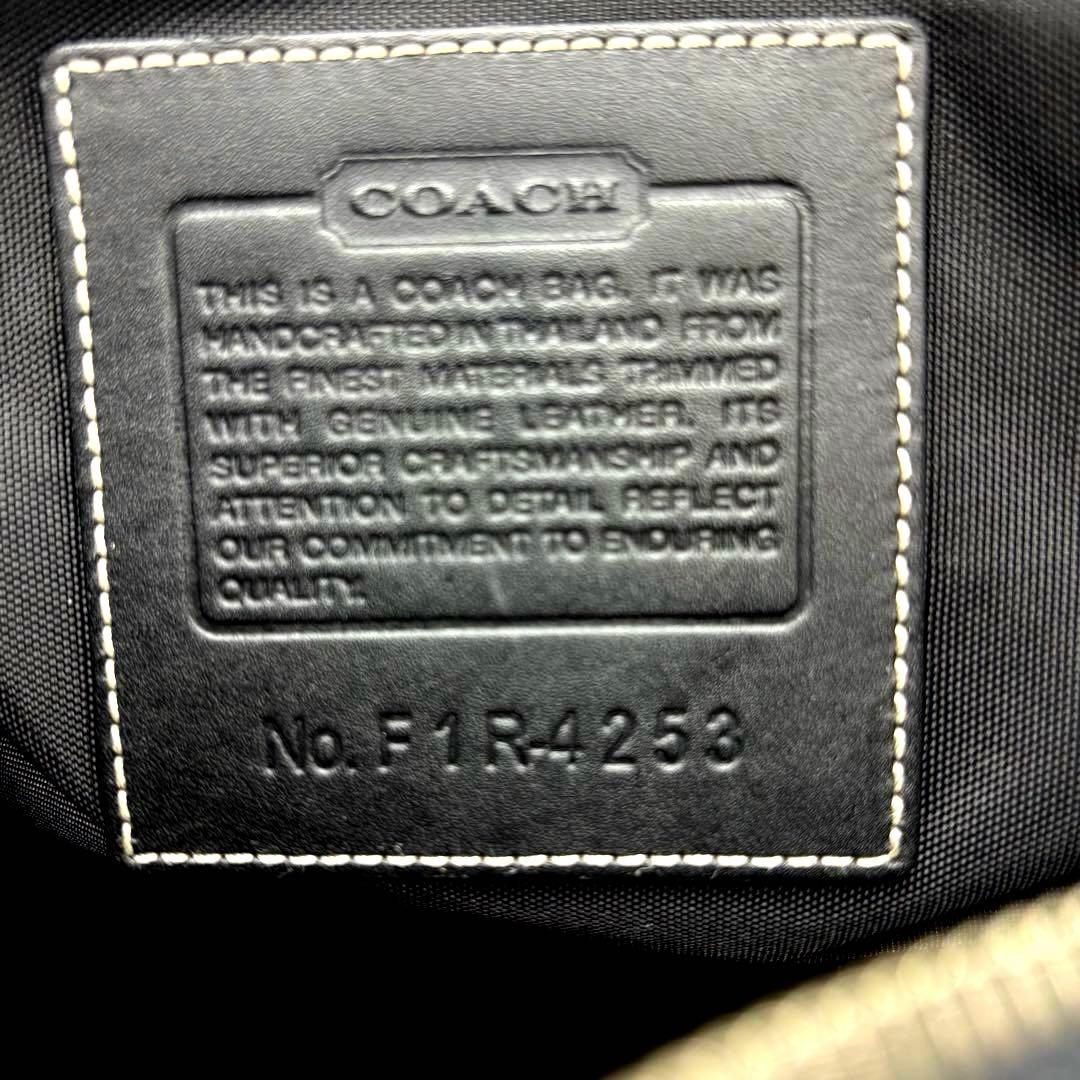 COACH
THIS IS A COACH BAG. IT WAS
HANDCRAFTED IN THAILAND FROM
THE FINEST MATERIALS TRIMMED
WITH GENUINE LEATHER. ITS
SUPERIOR CRAFTSMANSHIP AND
ATTENTION TO DETAIL REFLECT
OUR COMMITMENT TO ENDURING
QUALITY.
No. F1R-4253